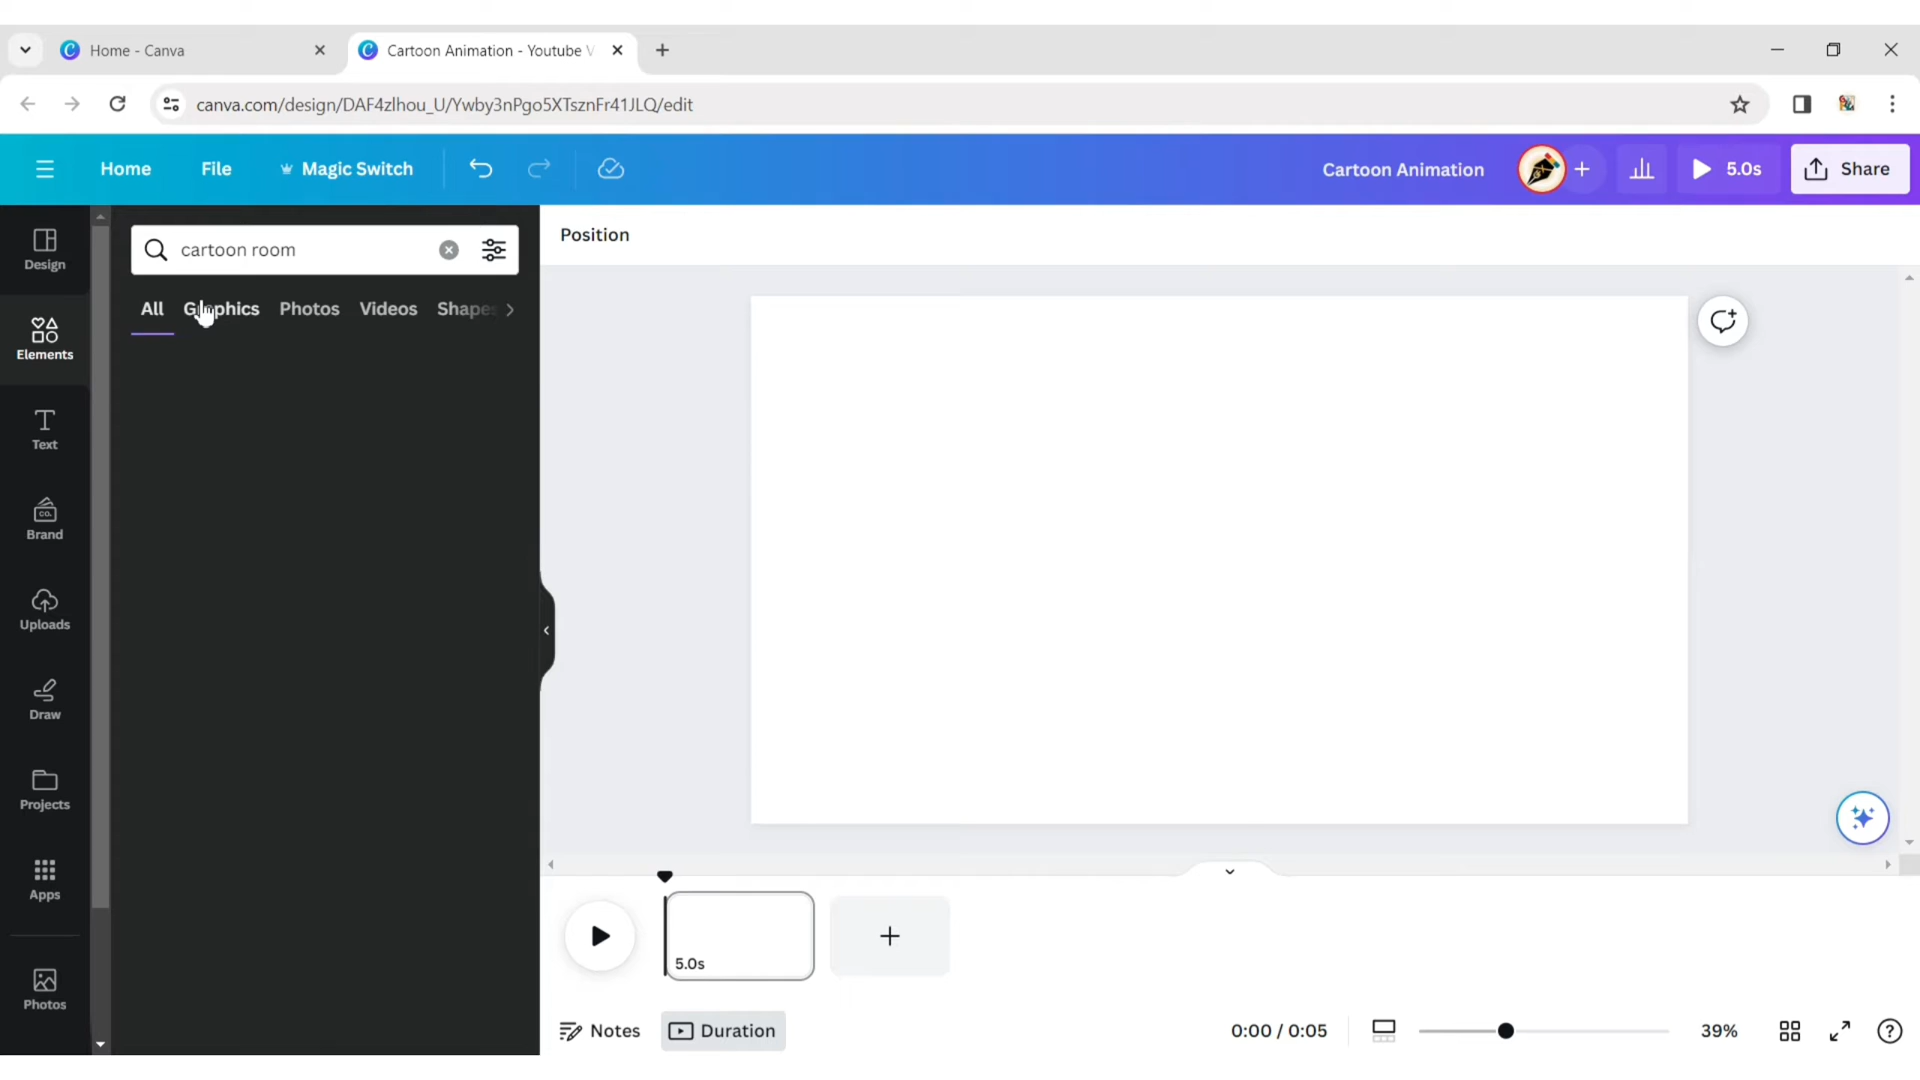 Home - Canva
Cartoon Animation - Youtube V
canva.com/design/DAF4zlhou_U/Ywby3nPgo5XTsznFr41JLQ/edit
Home
File
Magic Switch
Cartoon Animation
5.0s
Share
Design
Elements
Text
CO.
Brand
Uploads
Draw
Projects
Apps
Photos
cartoon room
All
Graphics
Photos
Videos
Shapes
Position
5.0s
Notes
Duration
0:00 / 0:05
39%